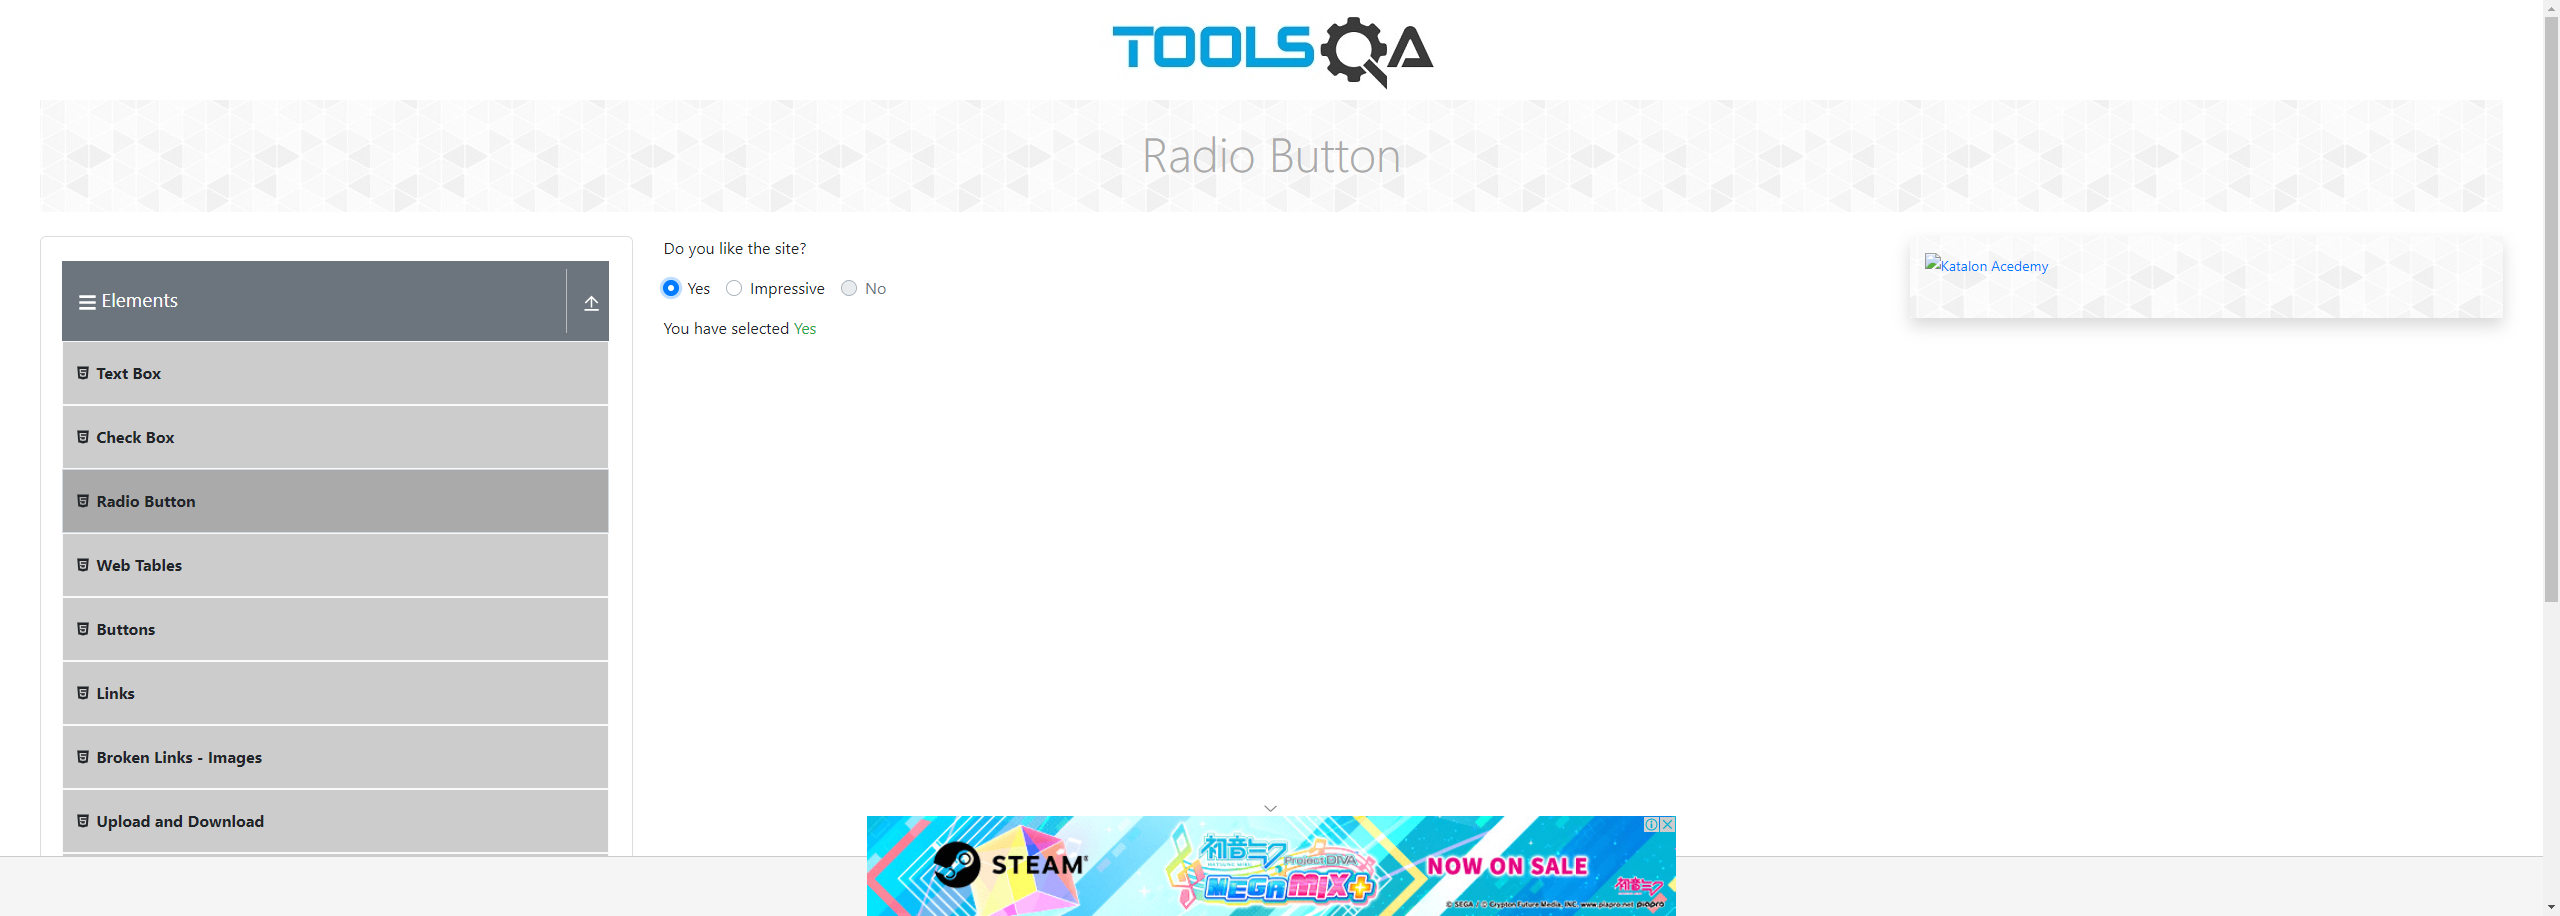 TOOLSQA
Radio Button
Elements
Text Box
Check Box
Radio Button
Web Tables
Buttons
Links
Broken Links - Images
Upload and Download
Do you like the site?
Yes Impressive No
You have selected Yes
Katalon Acedemy
STEAM®
初音ミク
HATSUNE MIKU
Project DIVA
MEGA MIX+
NOW ON SALE
初音ミク
© SEGA / © Crypton Future Media, INC. www.piapro.net piapro